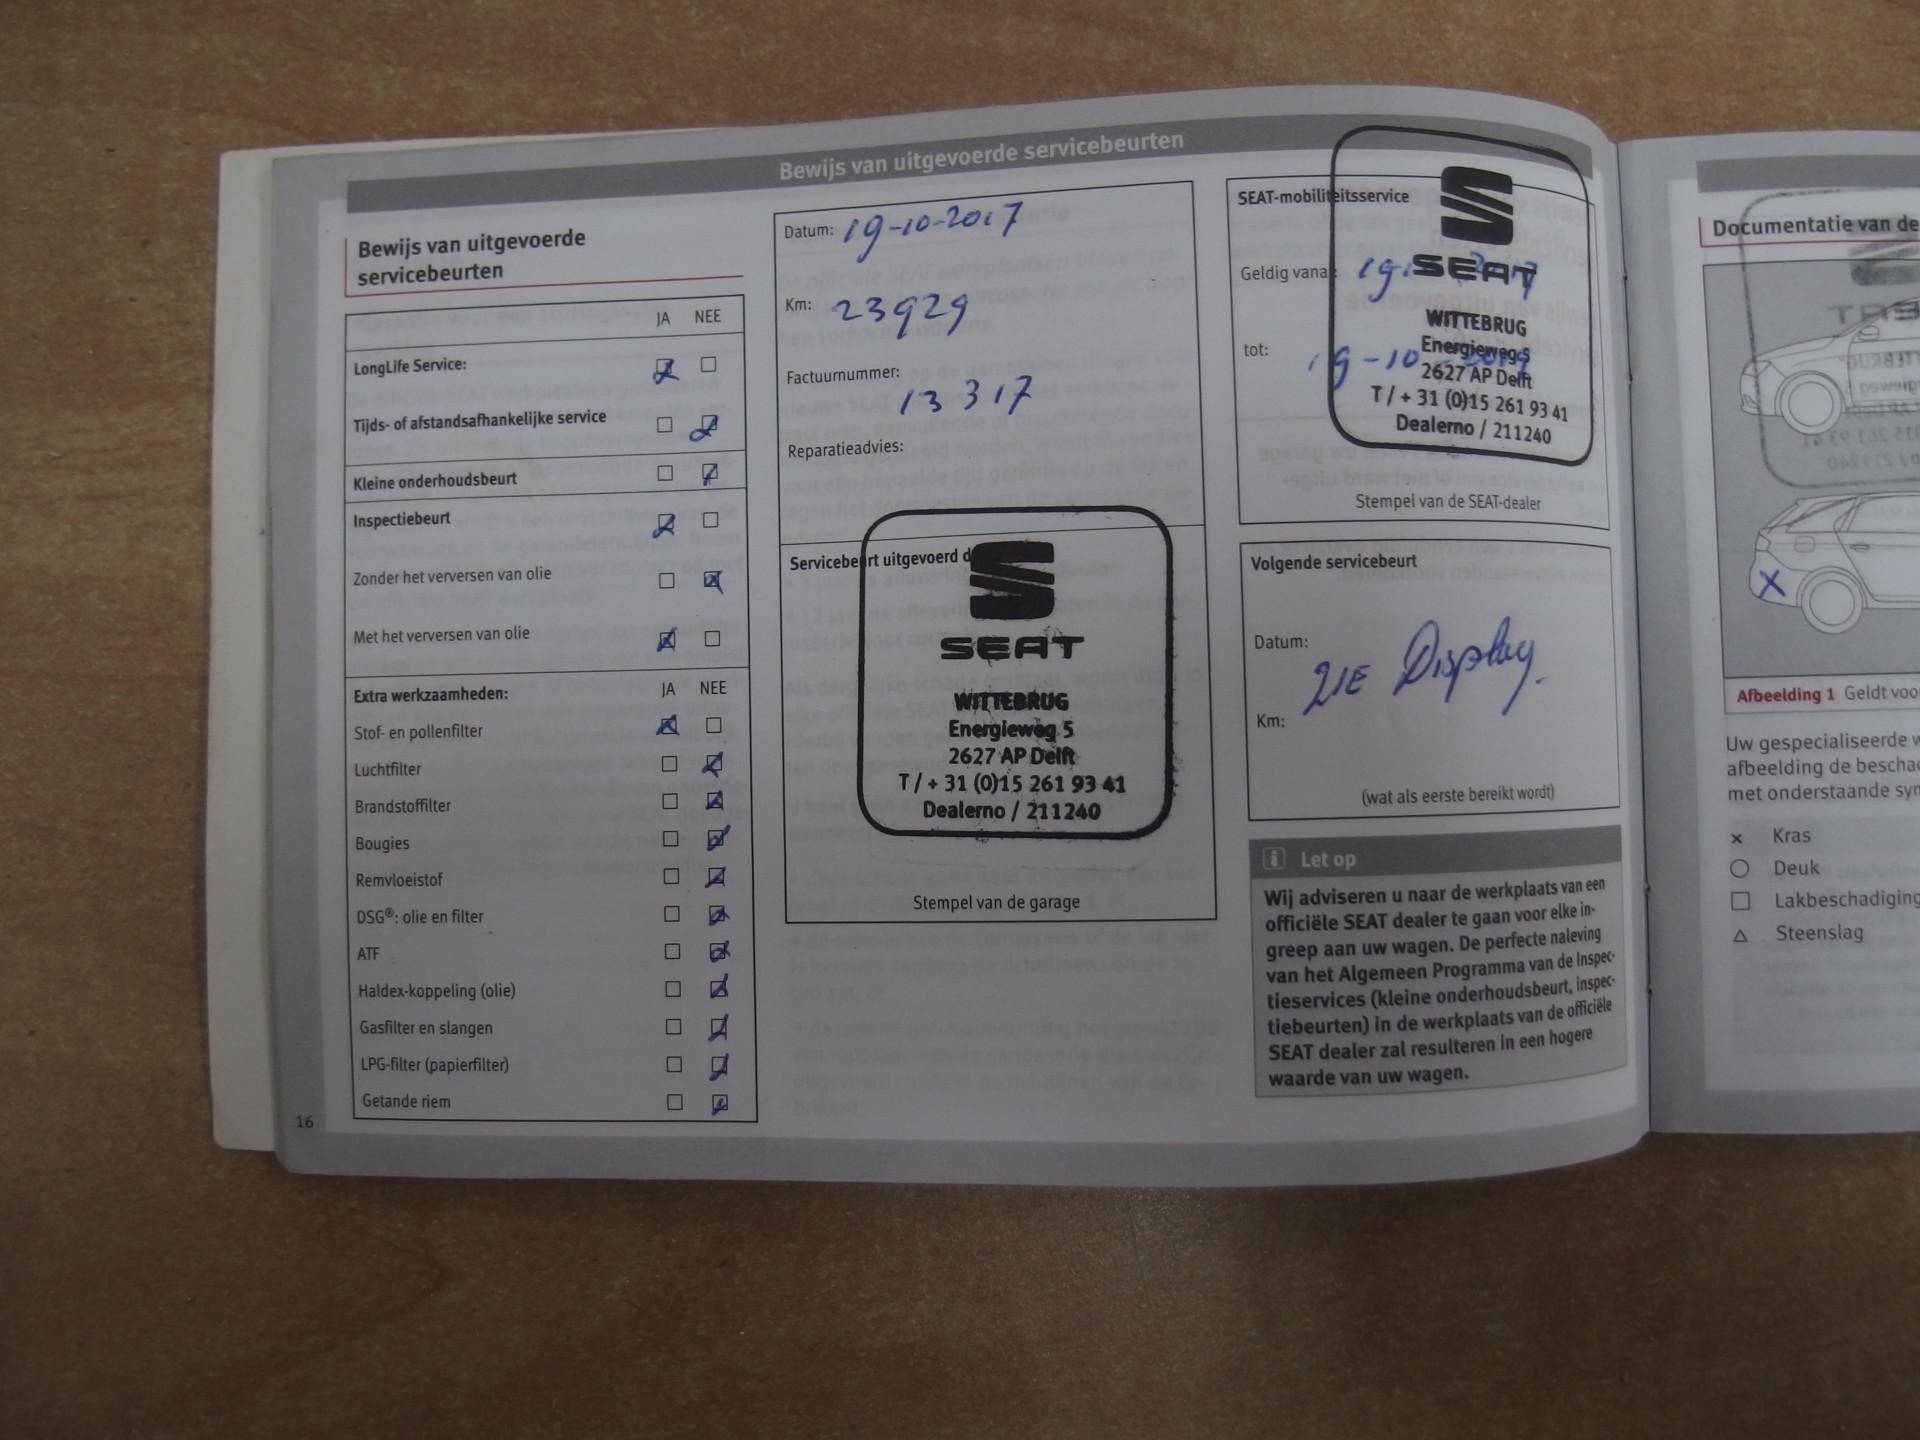 Bewijs van uitgevoerde servicebeurten
Bewijs van uitgevoerde
servicebeurten
JA NEE
LongLife Service:
Tijds- of afstandsafhankelijke service
Kleine onderhoudsbeurt
Inspectiebeurt
Zonder het verversen van olie
Met het verversen van olie
Extra werkzaamheden: JA NEE
Stof- en pollenfilter
Luchtfilter
Brandstoffilter
Bougies
Remvloeistof
DSG®: olie en filter
ATF
Haldex-koppeling (olie)
Gasfilter en slangen
LPG-filter (papierfilter)
Getande riem
16
Datum: 19-10-2017
Km: 23929
Factuurnummer:
13317
Reparatieadvies:
Servicebeurt uitgevoerd d
SEAT
WITTEBRUG
Energieweg 5
2627 AP Delft
T / + 31 (0)15 261 93 41
Dealerno / 211240
Stempel van de garage
SEAT-mobiliteitsservice
Geldig vana
tot: 19-10-2019
SEAT
WITTEBRUG
Energieweg 5
2627 AP Delft
T / + 31 (0)15 261 93 41
Dealerno / 211240
Stempel van de SEAT-dealer
Volgende servicebeurt
Datum:
ZIE Display.
Km:
(wat als eerste bereikt wordt)
i Let op
Wij adviseren u naar de werkplaats van een
officiële SEAT dealer te gaan voor elke in-
greep aan uw wagen. De perfecte naleving
van het Algemeen Programma van de Inspec-
tieservices (kleine onderhoudsbeurt, inspec-
tiebeurten) in de werkplaats van de officiële
SEAT dealer zal resulteren in een hogere
waarde van uw wagen.
Documentatie van de
Afbeelding 1 Geldt voo
Uw gespecialiseerde w
afbeelding de bescha
met onderstaande sym
Kras
Deuk
Lakbeschadiging
Steenslag